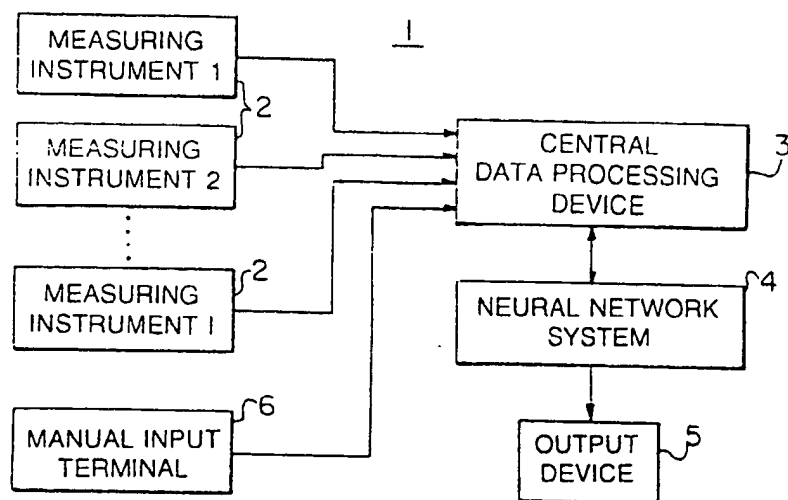 1
MEASURING
INSTRUMENT 1
2
MEASURING
INSTRUMENT 2
MEASURING
INSTRUMENT I
2
MANUAL INPUT
TERMINAL
6
CENTRAL
DATA PROCESSING
DEVICE
3
NEURAL NETWORK
SYSTEM
4
OUTPUT
DEVICE
5